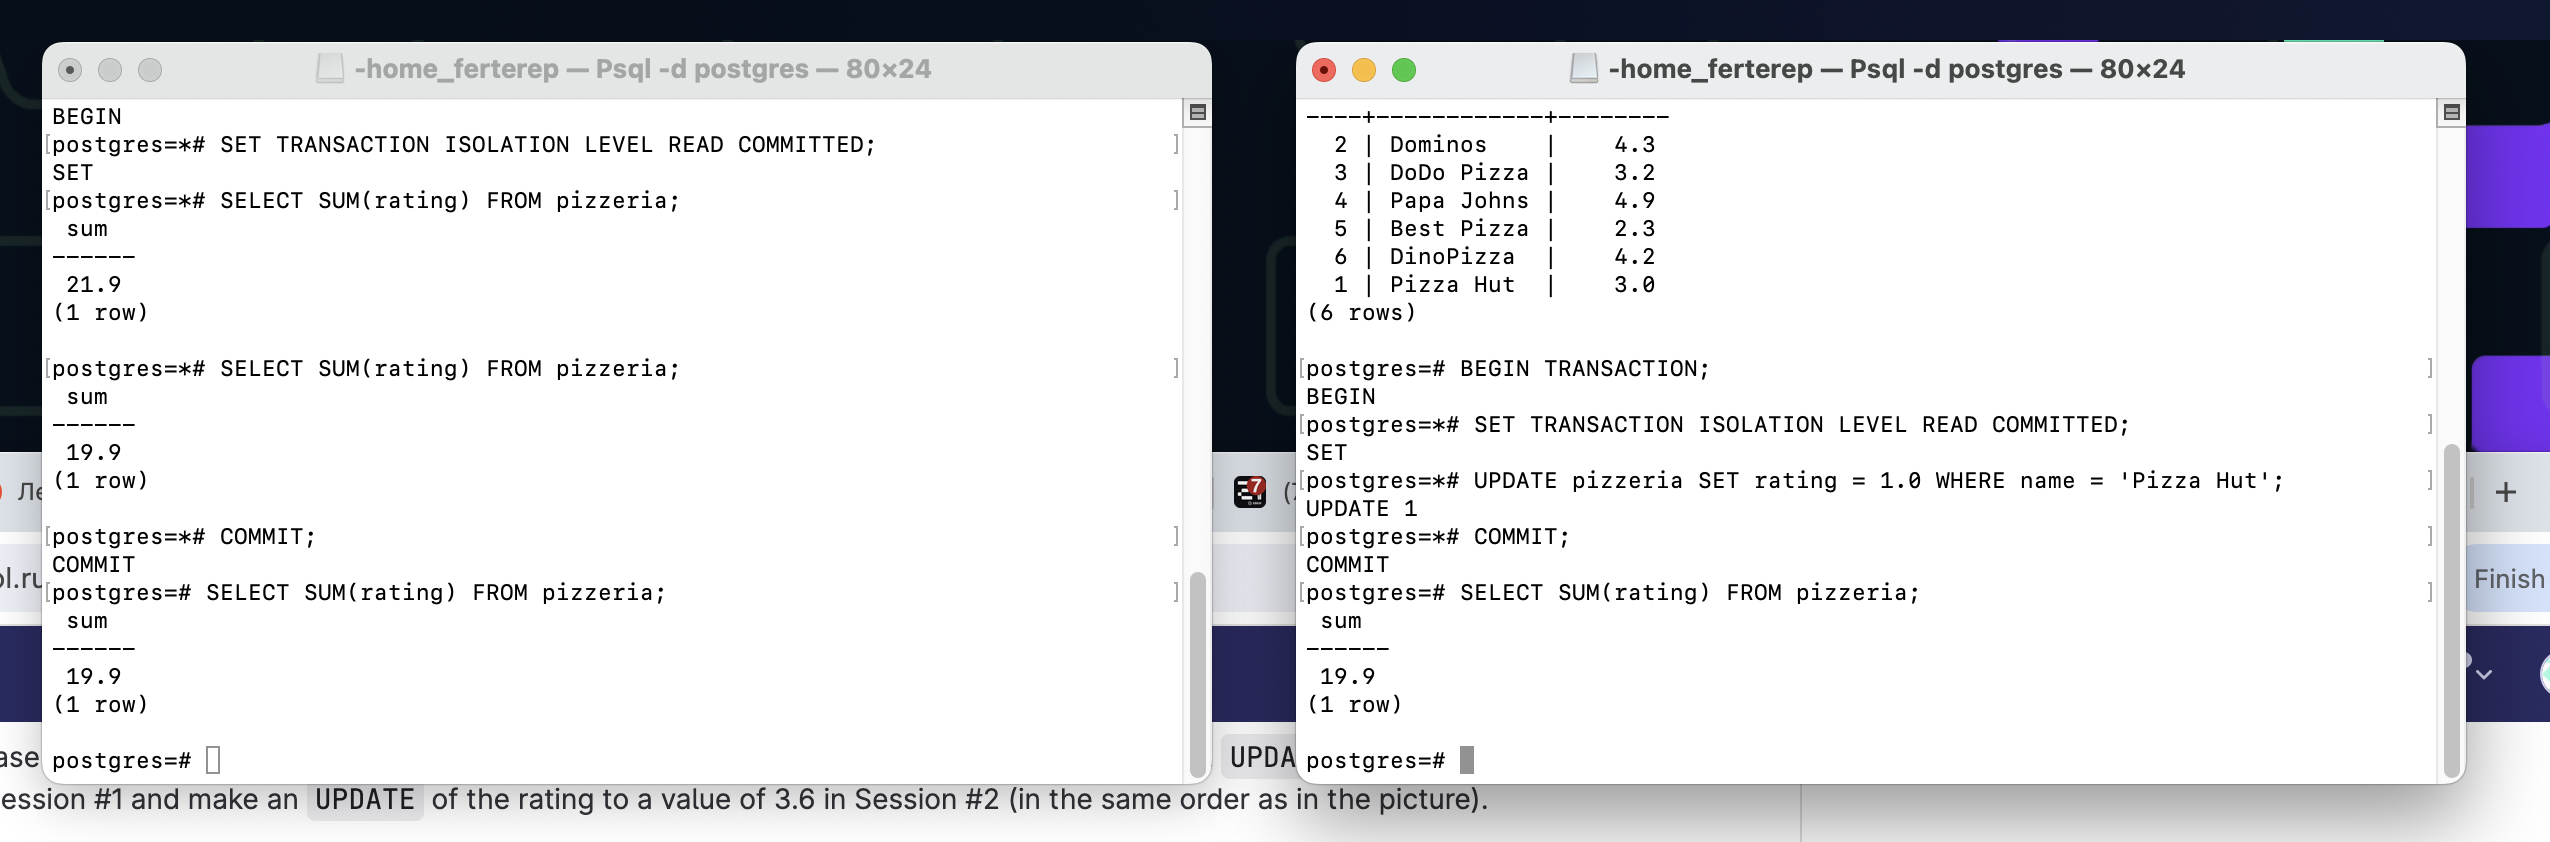 -home_ferterep — Psql -d postgres — 80×24
BEGIN
[postgres=*# SET TRANSACTION ISOLATION LEVEL READ COMMITTED; ]
SET
[postgres=*# SELECT SUM(rating) FROM pizzeria; ]
sum
------
21.9
(1 row)
[postgres=*# SELECT SUM(rating) FROM pizzeria; ]
sum
------
19.9
(1 row)
[postgres=*# COMMIT; ]
COMMIT
[postgres=# SELECT SUM(rating) FROM pizzeria; ]
sum
------
19.9
(1 row)
postgres=#
-home_ferterep — Psql -d postgres — 80×24
----+------------+--------
2 | Dominos | 4.3
3 | DoDo Pizza | 3.2
4 | Papa Johns | 4.9
5 | Best Pizza | 2.3
6 | DinoPizza | 4.2
1 | Pizza Hut | 3.0
(6 rows)
[postgres=# BEGIN TRANSACTION; ]
BEGIN
[postgres=*# SET TRANSACTION ISOLATION LEVEL READ COMMITTED; ]
SET
[postgres=*# UPDATE pizzeria SET rating = 1.0 WHERE name = 'Pizza Hut'; ]
UPDATE 1
[postgres=*# COMMIT; ]
COMMIT
[postgres=# SELECT SUM(rating) FROM pizzeria; ]
sum
------
19.9
(1 row)
postgres=#
7
+
Finish
UPDA
ession #1 and make an UPDATE of the rating to a value of 3.6 in Session #2 (in the same order as in the picture).